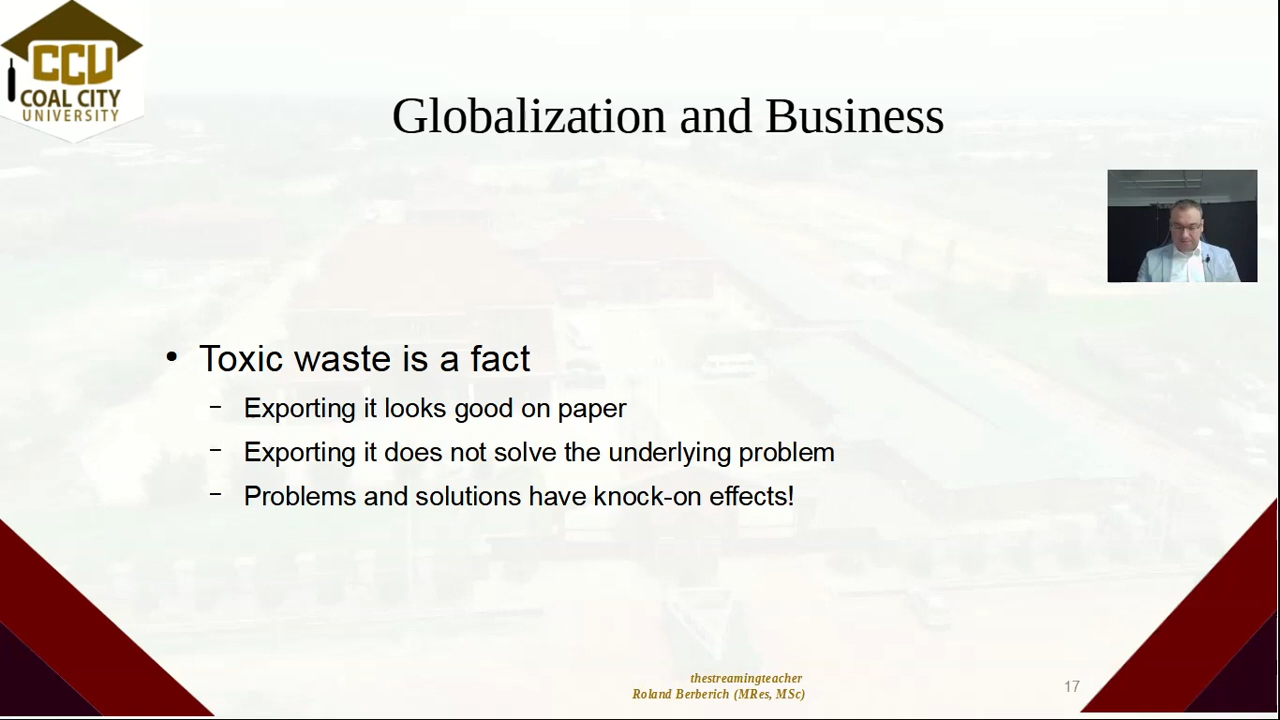 CCU
COAL CITY
UNIVERSITY
Globalization and Business
• Toxic waste is a fact
– Exporting it looks good on paper
– Exporting it does not solve the underlying problem
– Problems and solutions have knock-on effects!
thestreamingteacher
Roland Berberich (MRes, MSc)
17